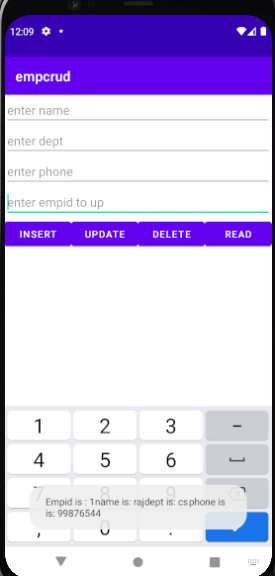 12:09
empcrud
enter name
enter dept
enter phone
enter empid to up
INSERT UPDATE DELETE READ
1 2 3 -
4 5 6
7 8 9
Empid is : 1name is: rajdept is: csphone is
is: 99876544
, 0 .